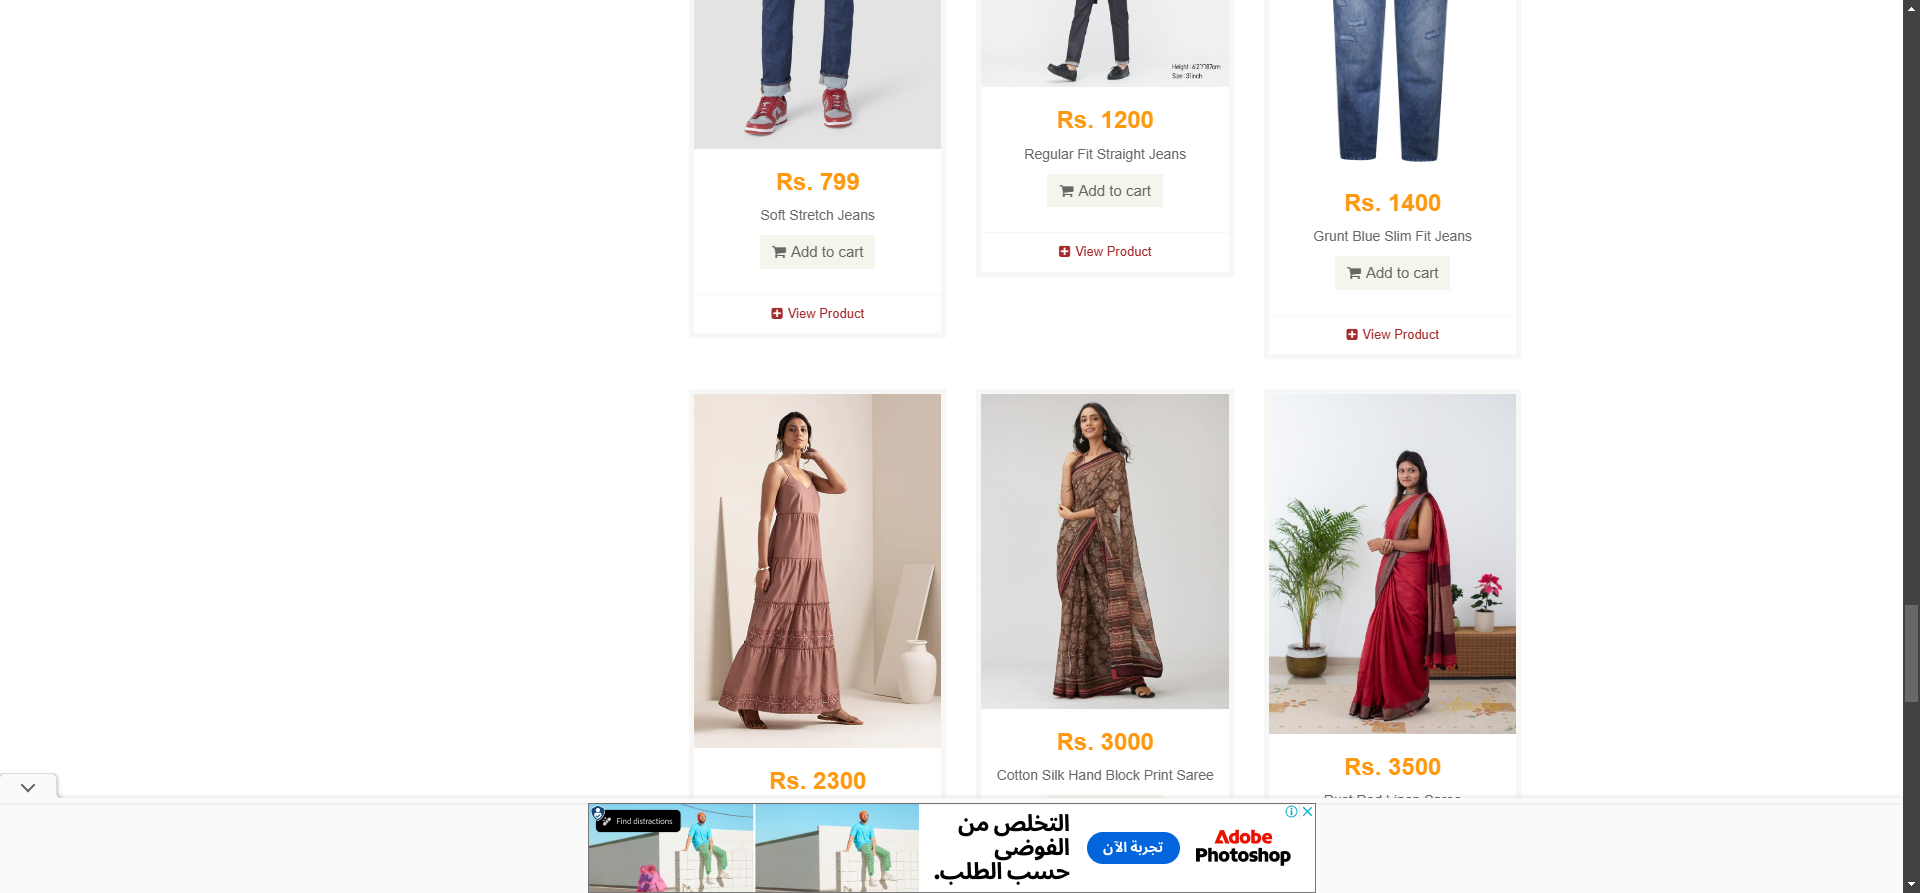 Height : 6'2"/187cm
Size : 31inch
Rs. 799
Soft Stretch Jeans
Add to cart
View Product
Rs. 1200
Regular Fit Straight Jeans
Add to cart
View Product
Rs. 1400
Grunt Blue Slim Fit Jeans
Add to cart
View Product
Rs. 2300
Rs. 3000
Cotton Silk Hand Block Print Saree
Rs. 3500
Find distractions
التخلص من
الفوضى
حسب الطلب.
تجربة الآن
Adobe
Photoshop